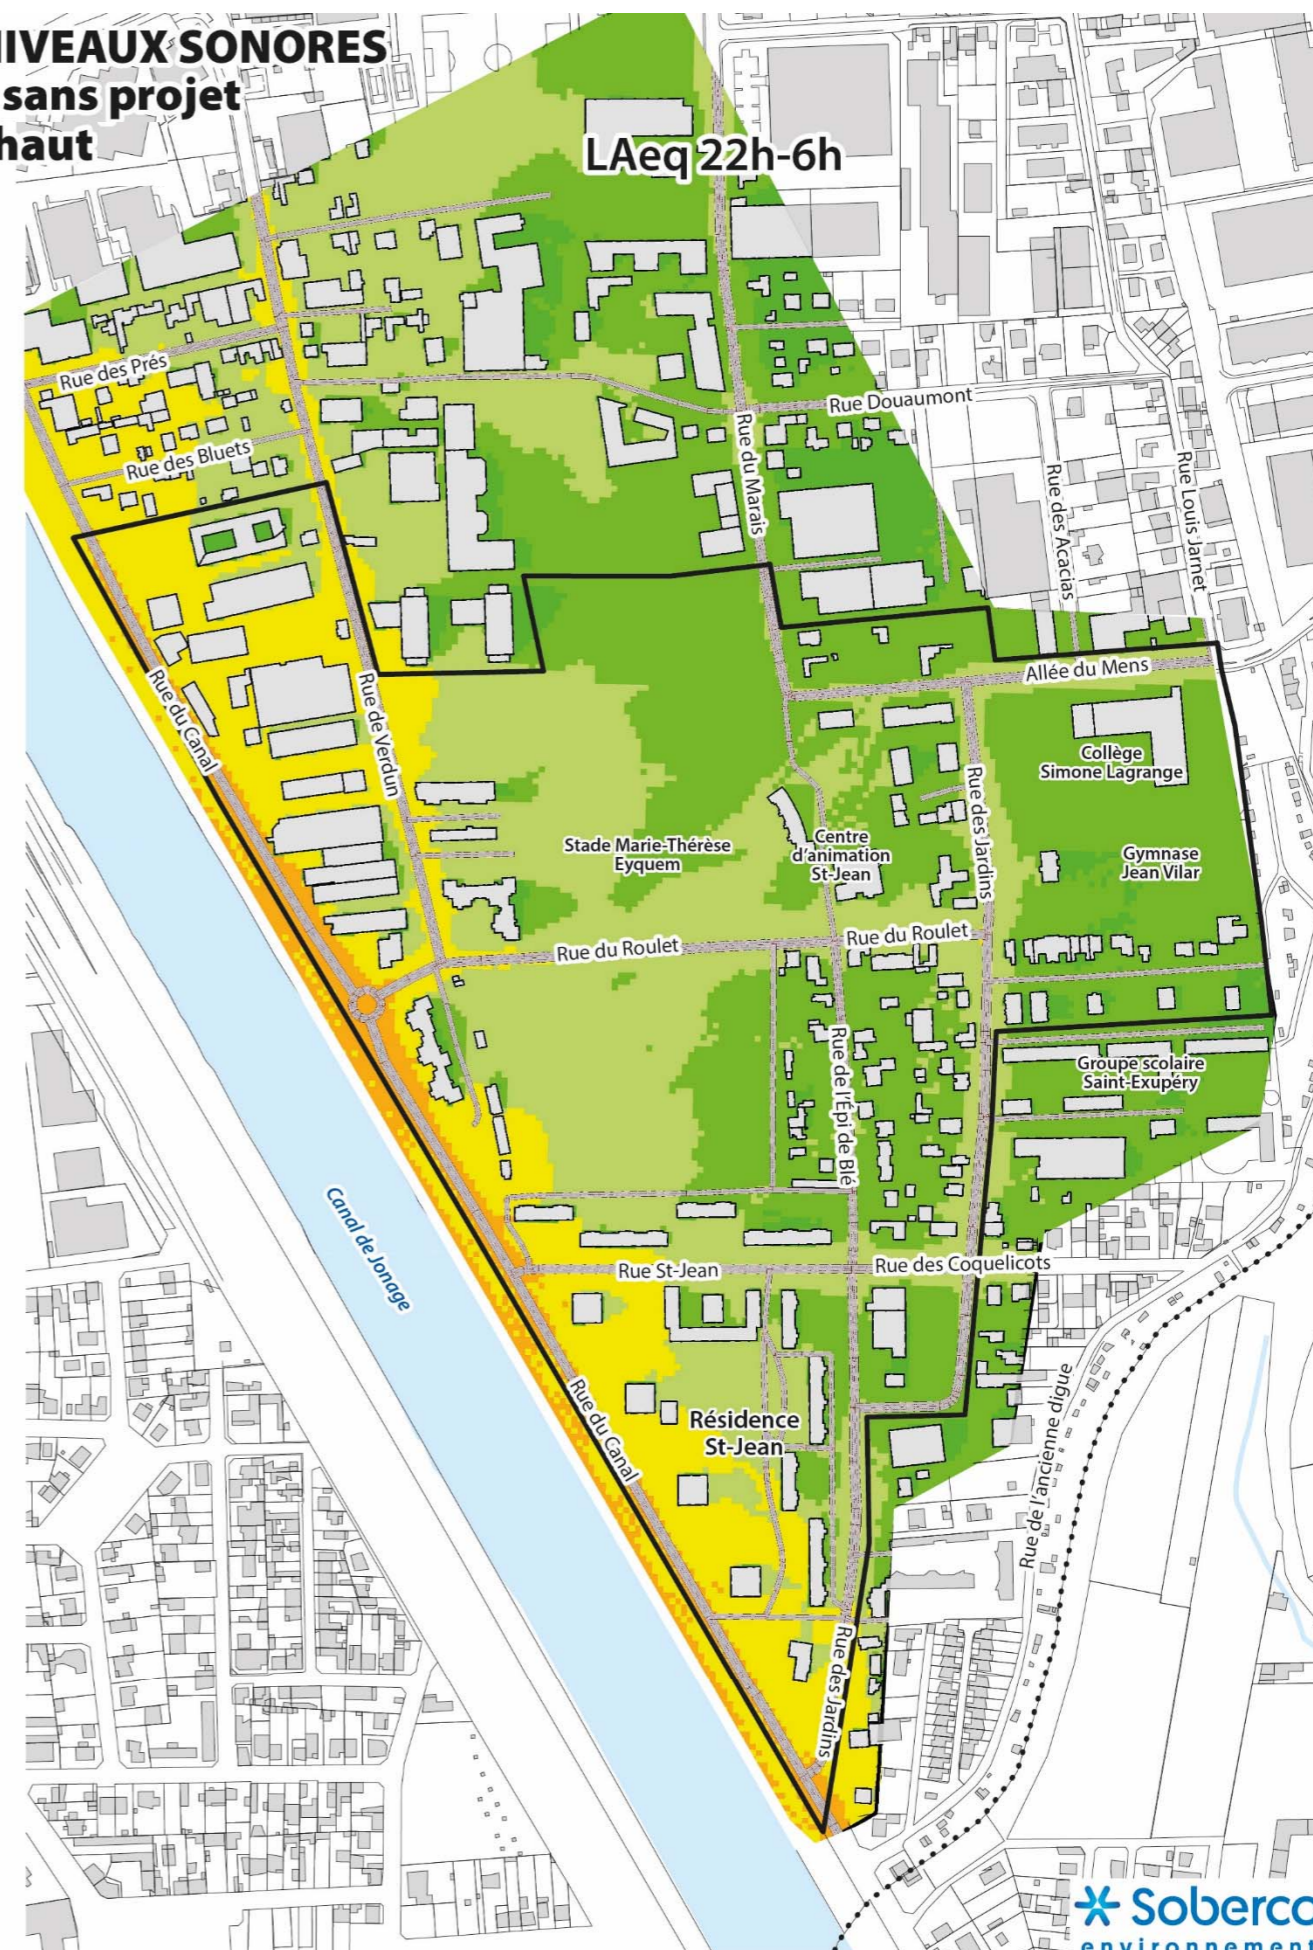 NIVEAUX SONORES
sans projet
haut
LAeq 22h-6h
Rue des Prés
Rue Douaumont
Rue des Bluets
Rue du Marais
Rue des Acacias
Rue Louis Jarnet
Rue du Canal
Rue de Verdun
Allée du Mens
Collège
Simone Lagrange
Rue des Jardins
Stade Marie-Thérèse
Eyquem
Centre
d'animation
St-Jean
Gymnase
Jean Vilar
Rue du Roulet
Rue du Roulet
Rue de l'Épi de Blé
Groupe scolaire
Saint-Exupéry
Canal de Jonage
Rue St-Jean
Rue des Coquelicots
Rue du Canal
Résidence
St-Jean
Rue de l'ancienne digue
Rue des Jardins
Soberco
environnement